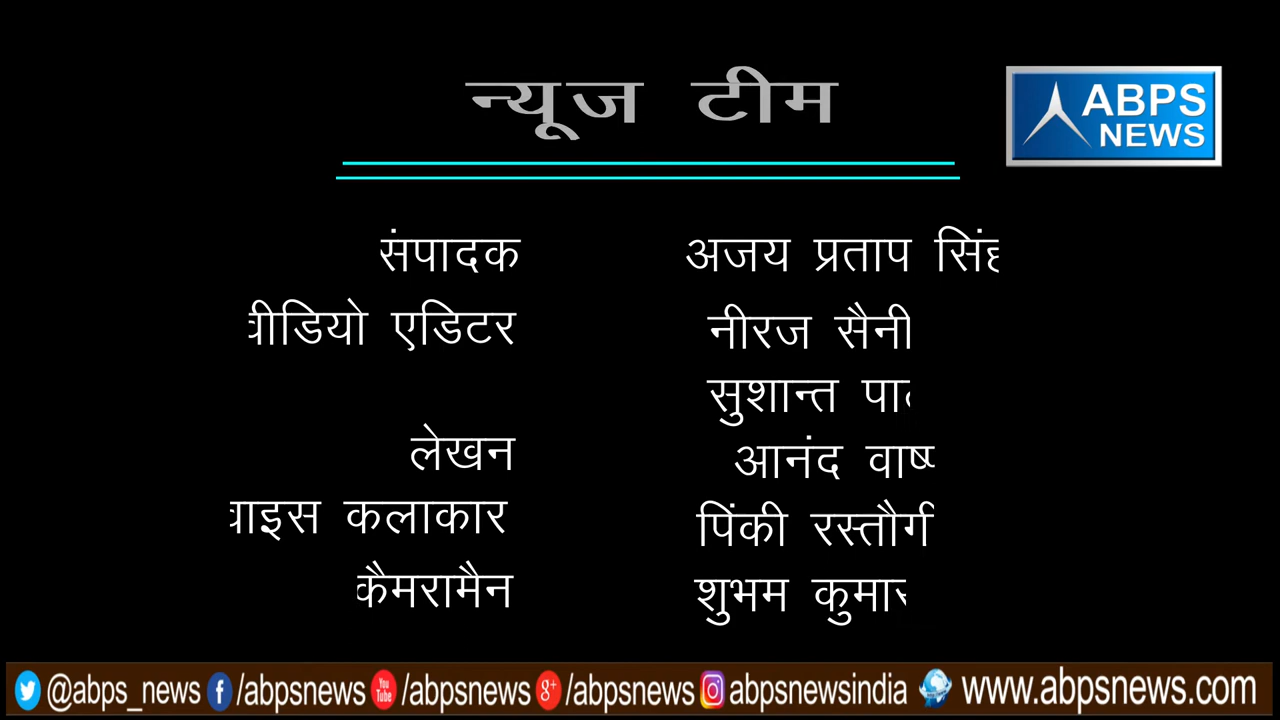 न्यूज टीम
ABPS
NEWS
संपादक अजय प्रताप
एडिटर नीरज सैनी
सुशान्त
लेखन आनंद
कलाकार पिंकी रस्तौगी
कैमरामैन शुभम कुमार
@abps_news /abpsnews /abpsnews /abpsnews abpsnewsindia www.abpsnews.com